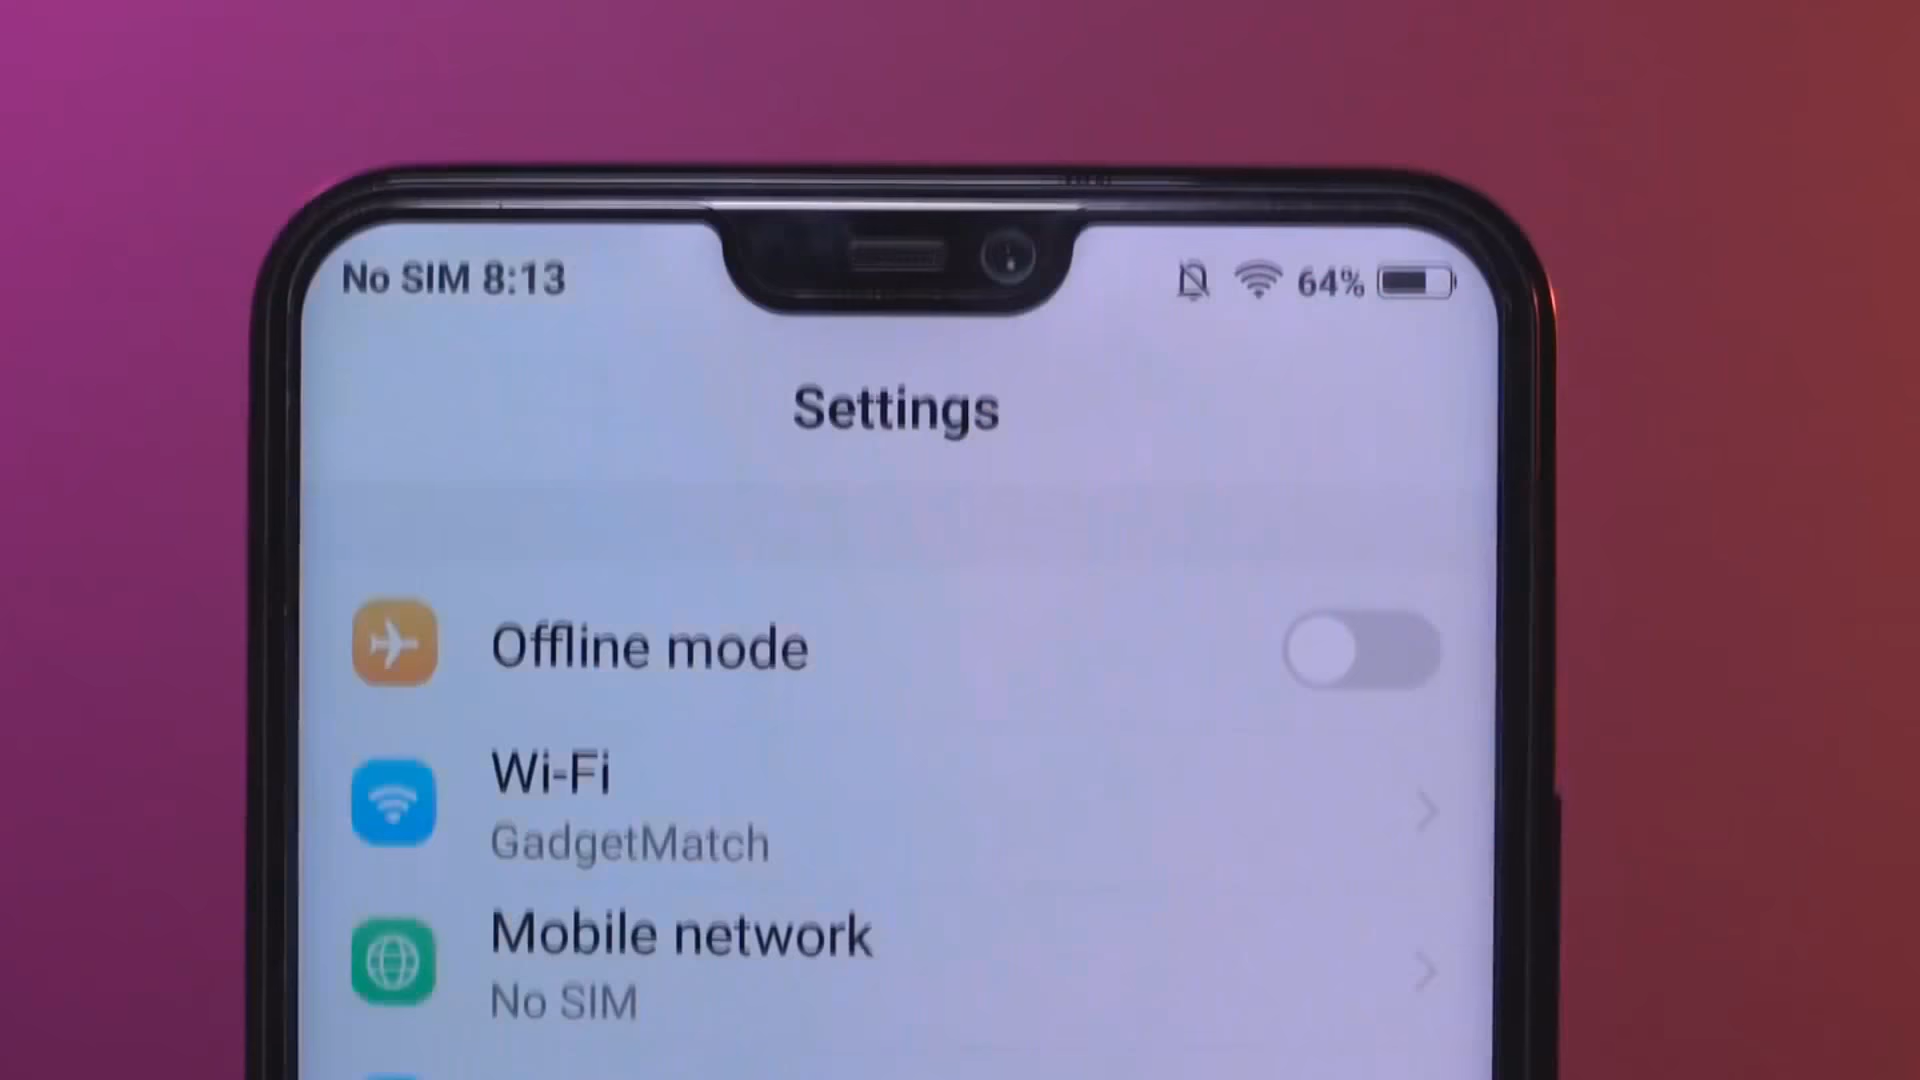 No SIM 8:13
64%
Settings
Offline mode
Wi-Fi
GadgetMatch
Mobile network
No SIM